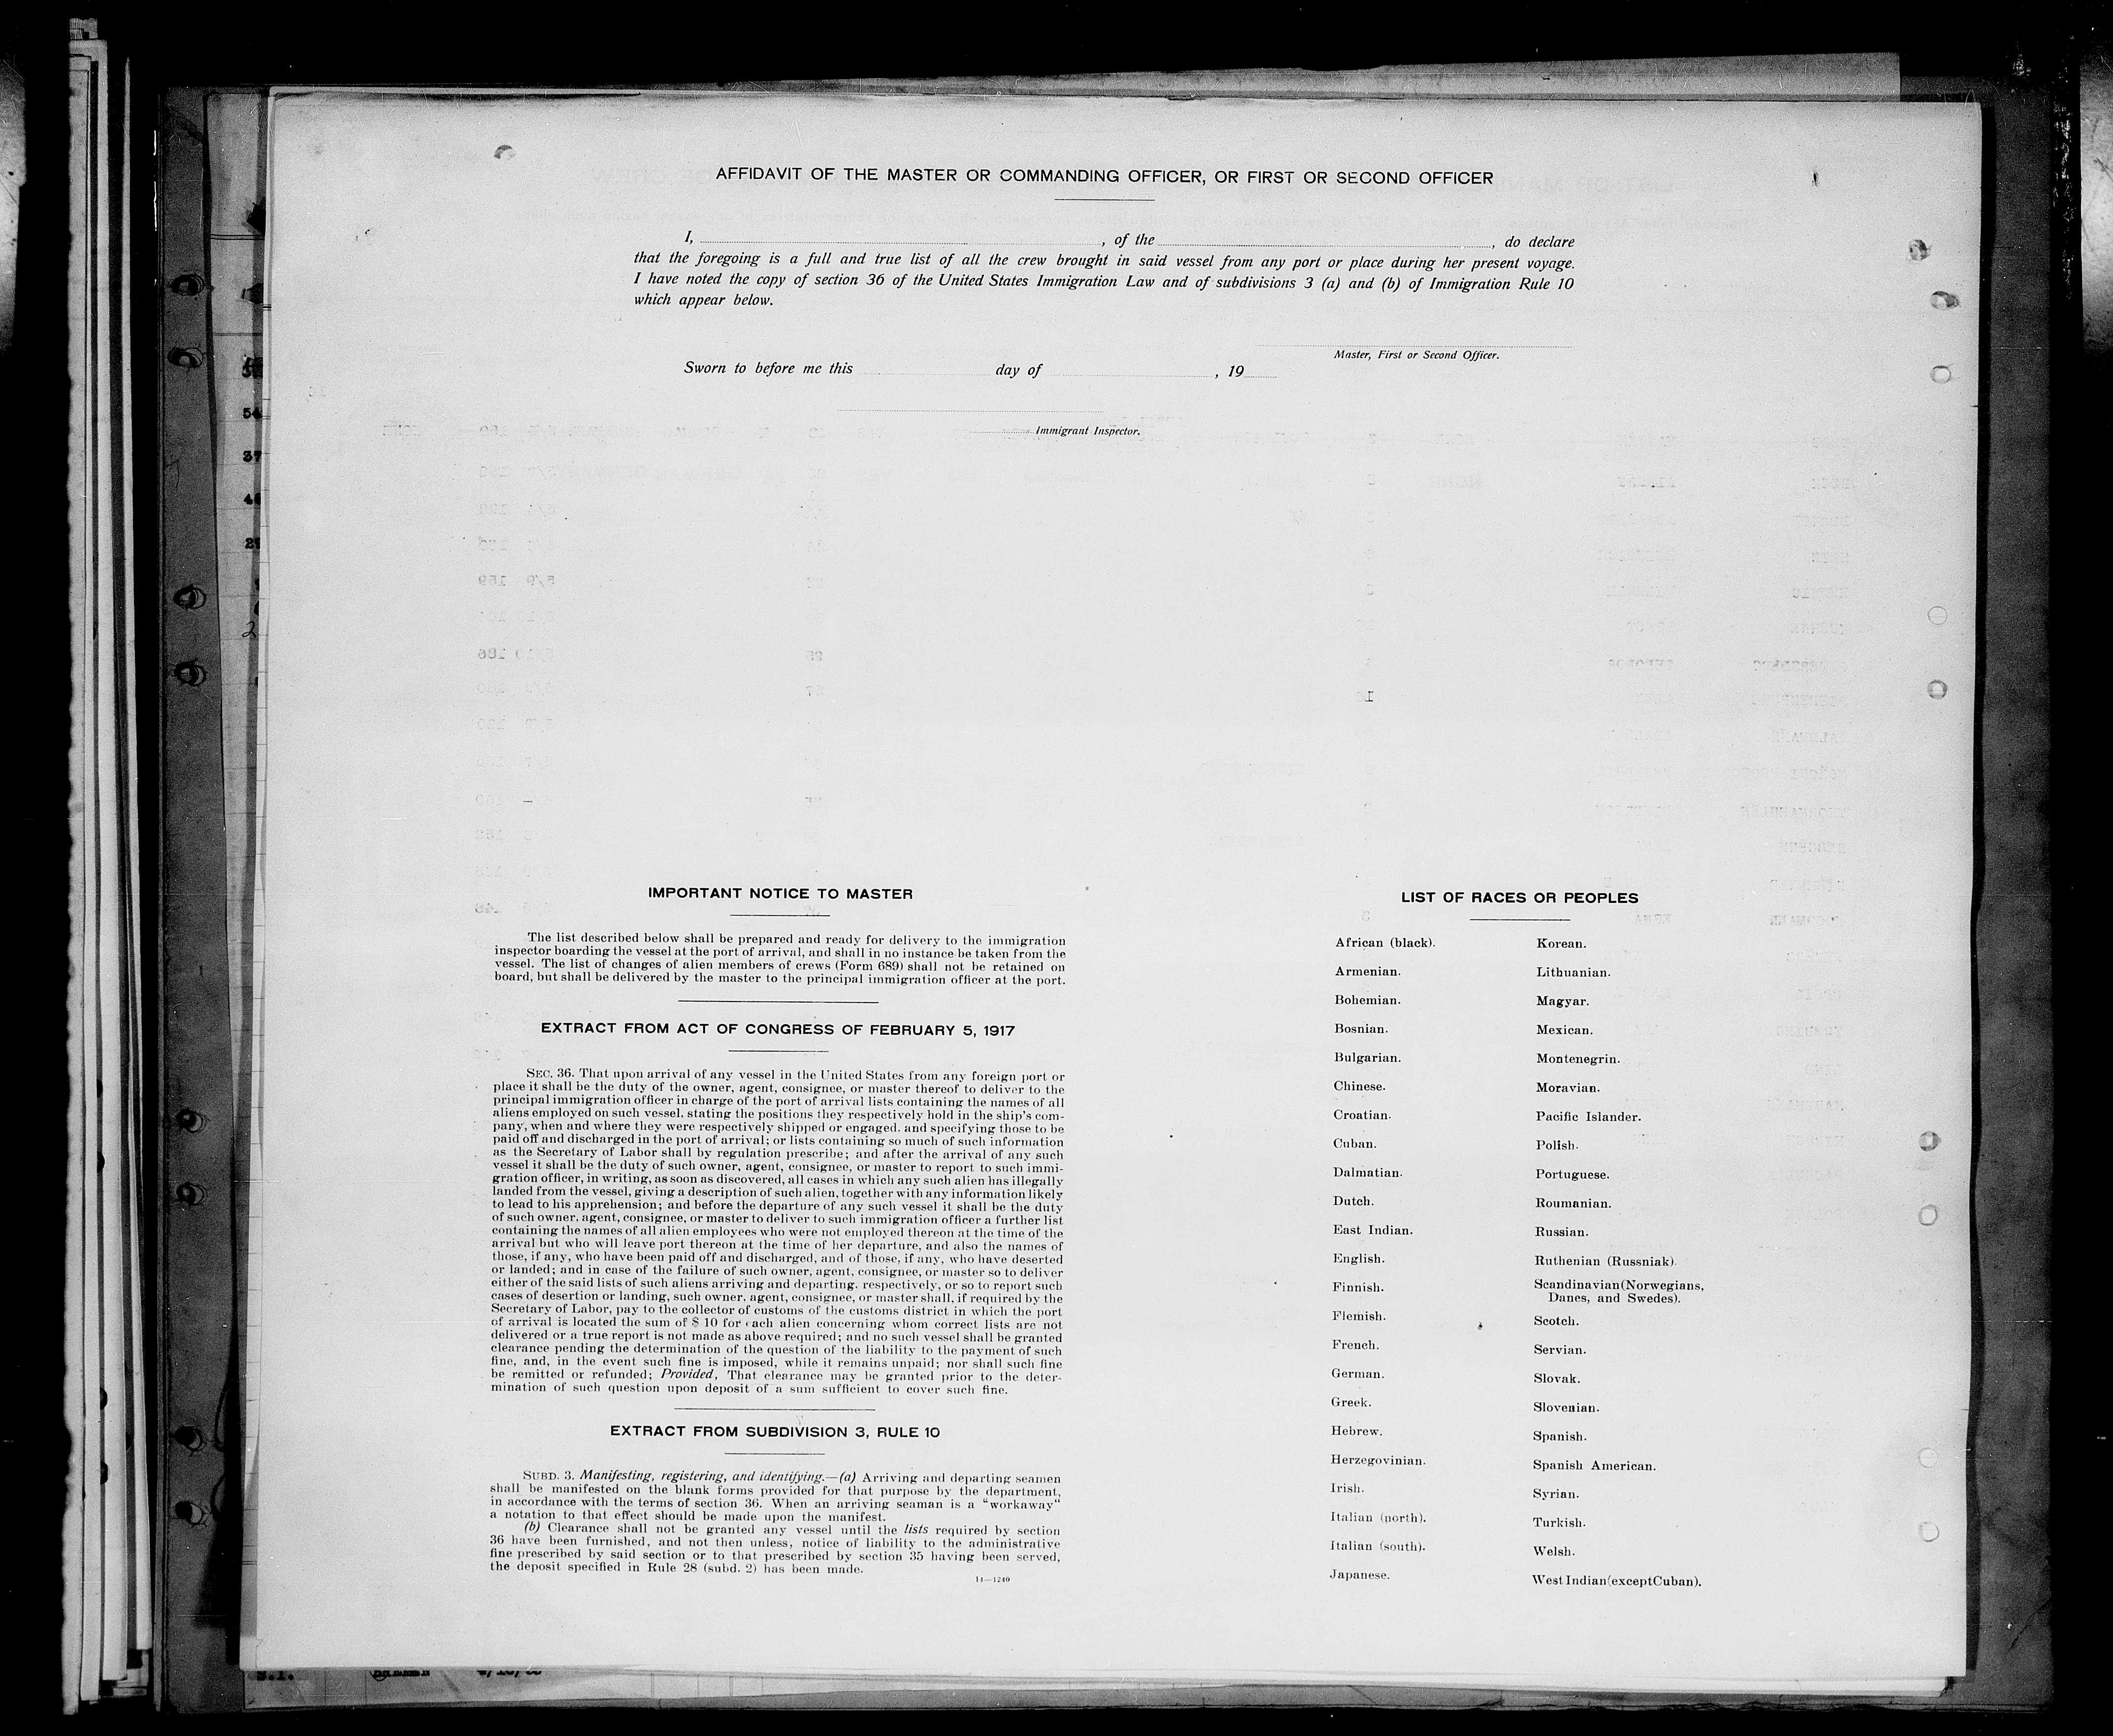 AFFIDAVIT OF THE MASTER OR COMMANDING OFFICER, OR FIRST OR SECOND OFFICER
I, , of the , do declare
that the foregoing is a full and true list of all the crew brought in said vessel from any port or place during her present voyage.
I have noted the copy of section 36 of the United States Immigration Law and of subdivisions 3 (a) and (b) of Immigration Rule 10
which appear below.
Master, First or Second Officer.
Sworn to before me this day of , 19
Immigrant Inspector.
IMPORTANT NOTICE TO MASTER
The list described below shall be prepared and ready for delivery to the immigration
inspector boarding the vessel at the port of arrival, and shall in no instance be taken from the
vessel. The list of changes of alien members of crews (Form 689) shall not be retained on
board, but shall be delivered by the master to the principal immigration officer at the port.
EXTRACT FROM ACT OF CONGRESS OF FEBRUARY 5, 1917
SEC. 36. That upon arrival of any vessel in the United States from any foreign port or
place it shall be the duty of the owner, agent, consignee, or master thereof to deliver to the
principal immigration officer in charge of the port of arrival lists containing the names of all
aliens employed on such vessel, stating the positions they respectively hold in the ship's com-
pany, when and where they were respectively shipped or engaged, and specifying those to be
paid off and discharged in the port of arrival; or lists containing so much of such information
as the Secretary of Labor shall by regulation prescribe; and after the arrival of any such
vessel it shall be the duty of such owner, agent, consignee, or master to report to such immi-
gration officer, in writing, as soon as discovered, all cases in which any such alien has illegally
landed from the vessel, giving a description of such alien, together with any information likely
to lead to his apprehension; and before the departure of any such vessel it shall be the duty
of such owner, agent, consignee, or master to deliver to such immigration officer a further list
containing the names of all alien employees who were not employed thereon at the time of the
arrival but who will leave port thereon at the time of her departure, and also the names of
those, if any, who have been paid off and discharged, and of those, if any, who have deserted
or landed; and in case of the failure of such owner, agent, consignee, or master so to deliver
either of the said lists of such aliens arriving and departing, respectively, or so to report such
cases of desertion or landing, such owner, agent, consignee, or master shall, if required by the
Secretary of Labor, pay to the collector of customs of the customs district in which the port
of arrival is located the sum of $ 10 for each alien concerning whom correct lists are not
delivered or a true report is not made as above required; and no such vessel shall be granted
clearance pending the determination of the question of the liability to the payment of such
fine, and, in the event such fine is imposed, while it remains unpaid; nor shall such fine
be remitted or refunded; Provided, That clearance may be granted prior to the deter-
mination of such question upon deposit of a sum sufficient to cover such fine.
EXTRACT FROM SUBDIVISION 3, RULE 10
SUBD. 3. Manifesting, registering, and identifying.—(a) Arriving and departing seamen
shall be manifested on the blank forms provided for that purpose by the department,
in accordance with the terms of section 36. When an arriving seaman is a "workaway"
a notation to that effect should be made upon the manifest.
(b) Clearance shall not be granted any vessel until the lists required by section
36 have been furnished, and not then unless, notice of liability to the administrative
fine prescribed by said section or to that prescribed by section 35 having been served,
the deposit specified in Rule 28 (subd. 2) has been made.
14—1240
LIST OF RACES OR PEOPLES
African (black).
Armenian.
Bohemian.
Bosnian.
Bulgarian.
Chinese.
Croatian.
Cuban.
Dalmatian.
Dutch.
East Indian.
English.
Finnish.
Flemish.
French.
German.
Greek.
Hebrew.
Herzegovinian.
Irish.
Italian (north).
Italian (south).
Japanese.
Korean.
Lithuanian.
Magyar.
Mexican.
Montenegrin.
Moravian.
Pacific Islander.
Polish.
Portuguese.
Roumanian.
Russian.
Ruthenian (Russniak).
Scandinavian (Norwegians,
Danes, and Swedes).
Scotch.
Servian.
Slovak.
Slovenian.
Spanish.
Spanish American.
Syrian.
Turkish.
Welsh.
West Indian (except Cuban).